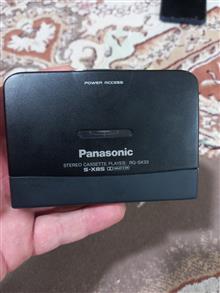 POWER ACCESS
Panasonic
STEREO CASSETTE PLAYER RQ-SX33
S-XBS